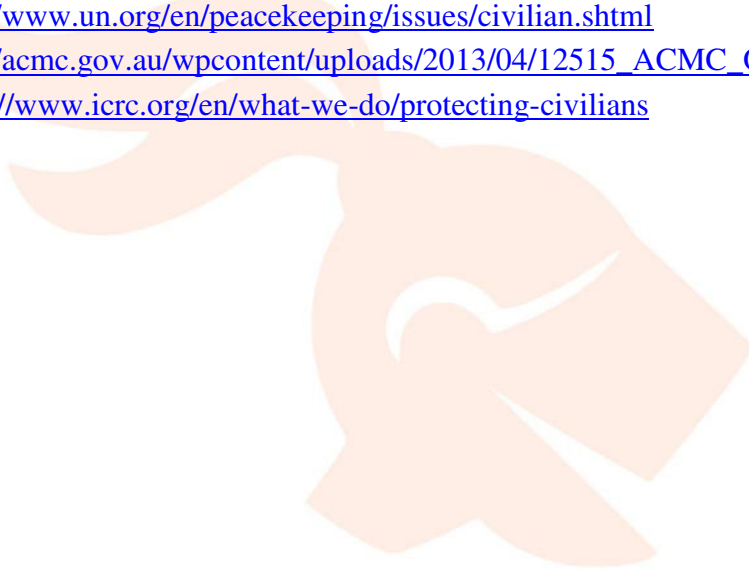 /www.un.org/en/peacekeeping/issues/civilian.shtml
/acmc.gov.au/wpcontent/uploads/2013/04/12515_ACMC_
//www.icrc.org/en/what-we-do/protecting-civilians